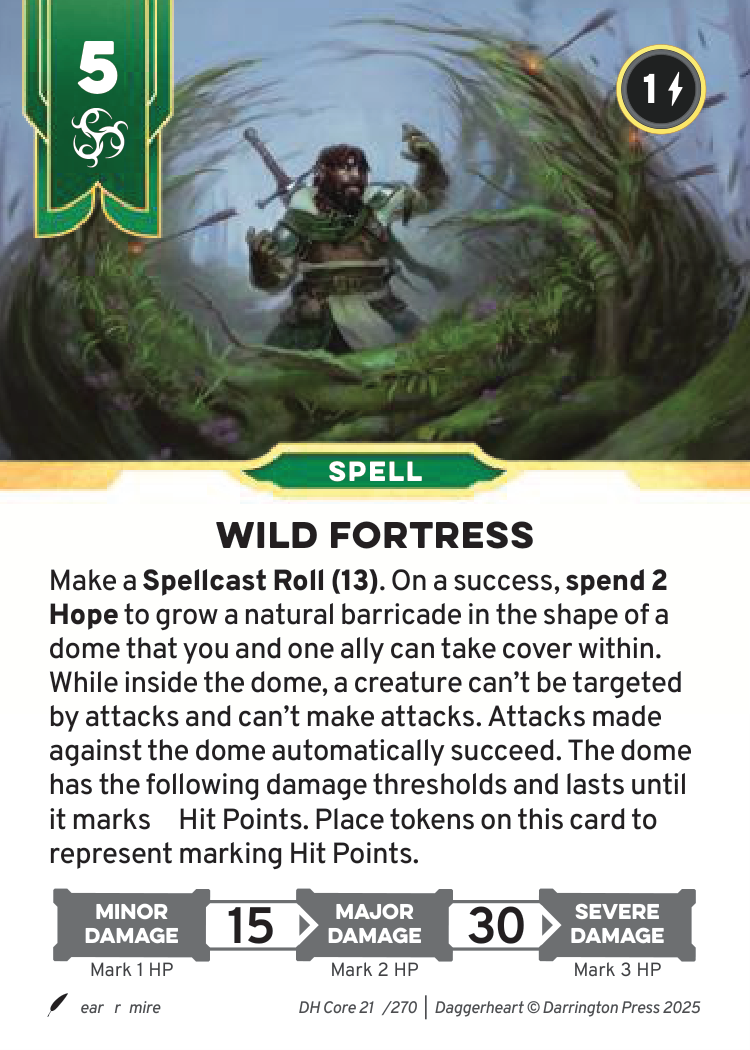 5
1
SPELL
WILD FORTRESS
Make a Spellcast Roll (13). On a success, spend 2
Hope to grow a natural barricade in the shape of a
dome that you and one ally can take cover within.
While inside the dome, a creature can’t be targeted
by attacks and can’t make attacks. Attacks made
against the dome automatically succeed. The dome
has the following damage thresholds and lasts until
it marks Hit Points. Place tokens on this card to
represent marking Hit Points.
MINOR DAMAGE 15 MAJOR DAMAGE 30 SEVERE DAMAGE
Mark 1 HP Mark 2 HP Mark 3 HP
ear r mire DH Core 21 /270 | Daggerheart © Darrington Press 2025